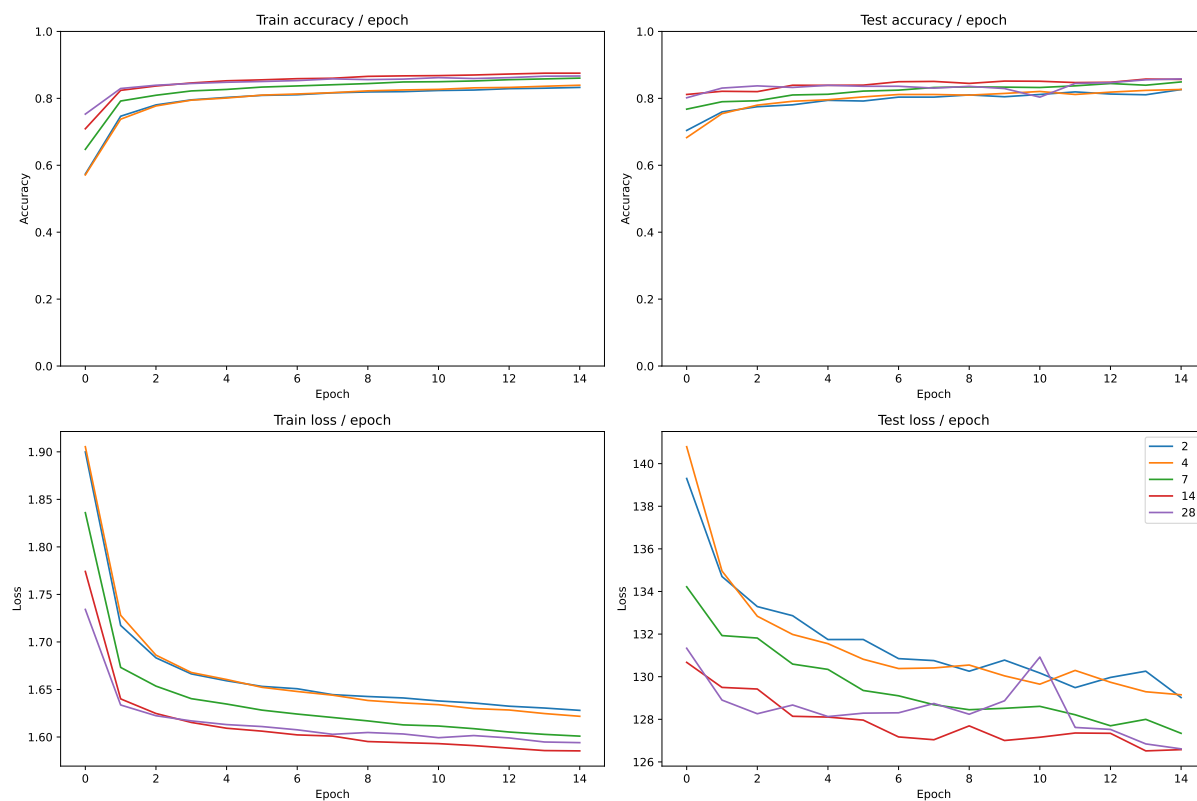 Train accuracy / epoch
1.0
0.8
0.6
0.4
0.2
0.0
Accuracy
0 2 4 6 8 10 12 14
Epoch
Test accuracy / epoch
1.0
0.8
0.6
0.4
0.2
0.0
Accuracy
0 2 4 6 8 10 12 14
Epoch
Train loss / epoch
1.90
1.85
1.80
1.75
1.70
1.65
1.60
Loss
0 2 4 6 8 10 12 14
Epoch
Test loss / epoch
140
138
136
134
132
130
128
126
Loss
0 2 4 6 8 10 12 14
Epoch
2
4
7
14
28